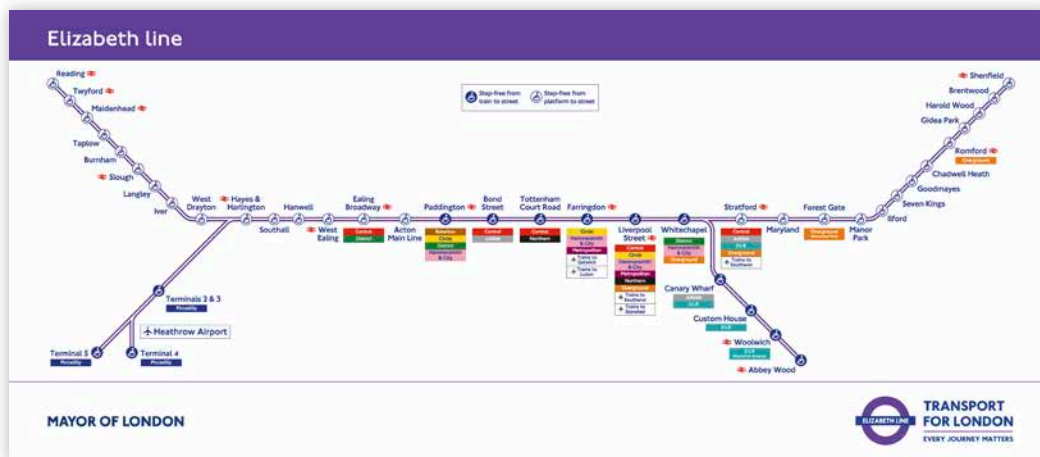 Elizabeth line
Reading
Twyford
Maidenhead
Taplow
Burnham
Slough
Langley
Iver
West
Drayton
Hayes &
Harlington
Southall
Hanwell
West
Ealing
Ealing
Broadway
Central
District
Acton
Main Line
Paddington
Bakerloo
Circle
District
Hammersmith
& City
Bond
Street
Central
Jubilee
Tottenham
Court Road
Central
Northern
Farringdon
Circle
Hammersmith
& City
Metropolitan
Trains to
Gatwick
Trains to
Luton
Liverpool
Street
Central
Circle
Hammersmith
& City
Metropolitan
Northern
Overground
Trains to
Southend
Trains to
Stansted
Whitechapel
District
Hammersmith
& City
Overground
Stratford
Central
Jubilee
DLR
Overground
Trains to
Southend
Maryland
Forest Gate
Overground
Manor
Park
Ilford
Seven Kings
Goodmayes
Chadwell Heath
Romford
Overground
Gidea Park
Harold Wood
Brentwood
Shenfield
Step-free from
train to street
Step-free from
platform to street
Canary Wharf
Jubilee
DLR
Custom House
DLR
Woolwich
DLR
Abbey Wood
Terminals 2 & 3
Piccadilly
Heathrow Airport
Terminal 5
Piccadilly
Terminal 4
Piccadilly
MAYOR OF LONDON
ELIZABETH LINE
TRANSPORT
FOR LONDON
EVERY JOURNEY MATTERS